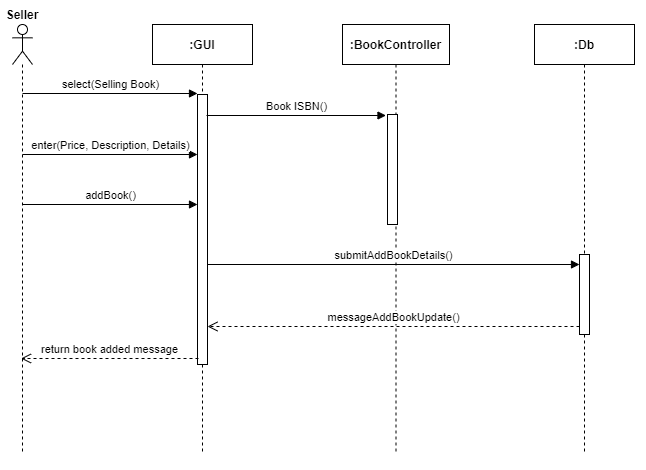 Seller
:GUI
:BookController
:Db
select(Selling Book)
Book ISBN()
enter(Price, Description, Details)
addBook()
submitAddBookDetails()
messageAddBookUpdate()
return book added message